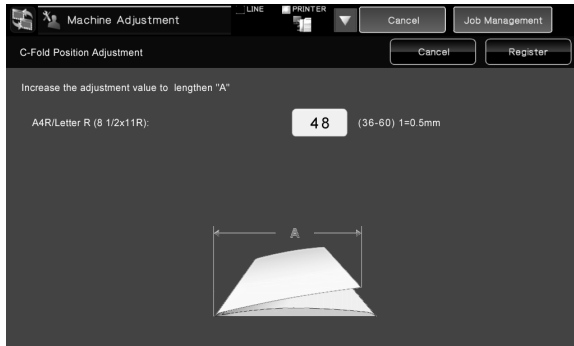 Machine Adjustment
LINE
PRINTER
Cancel
Job Management
C-Fold Position Adjustment
Cancel
Register
Increase the adjustment value to lengthen "A"
A4R/Letter R (8 1/2x11R):
48
(36-60) 1=0.5mm
A